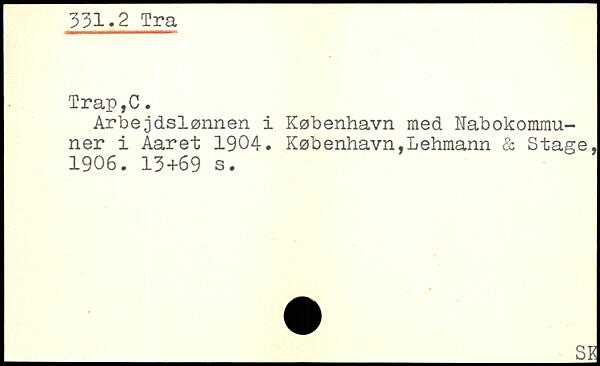 331.2 Tra
Trap,C.
Arbejdslønnen i København med Nabokommu-
ner i Aaret 1904. København,Lehmann & Stage,
1906. 13+69 s.
SK